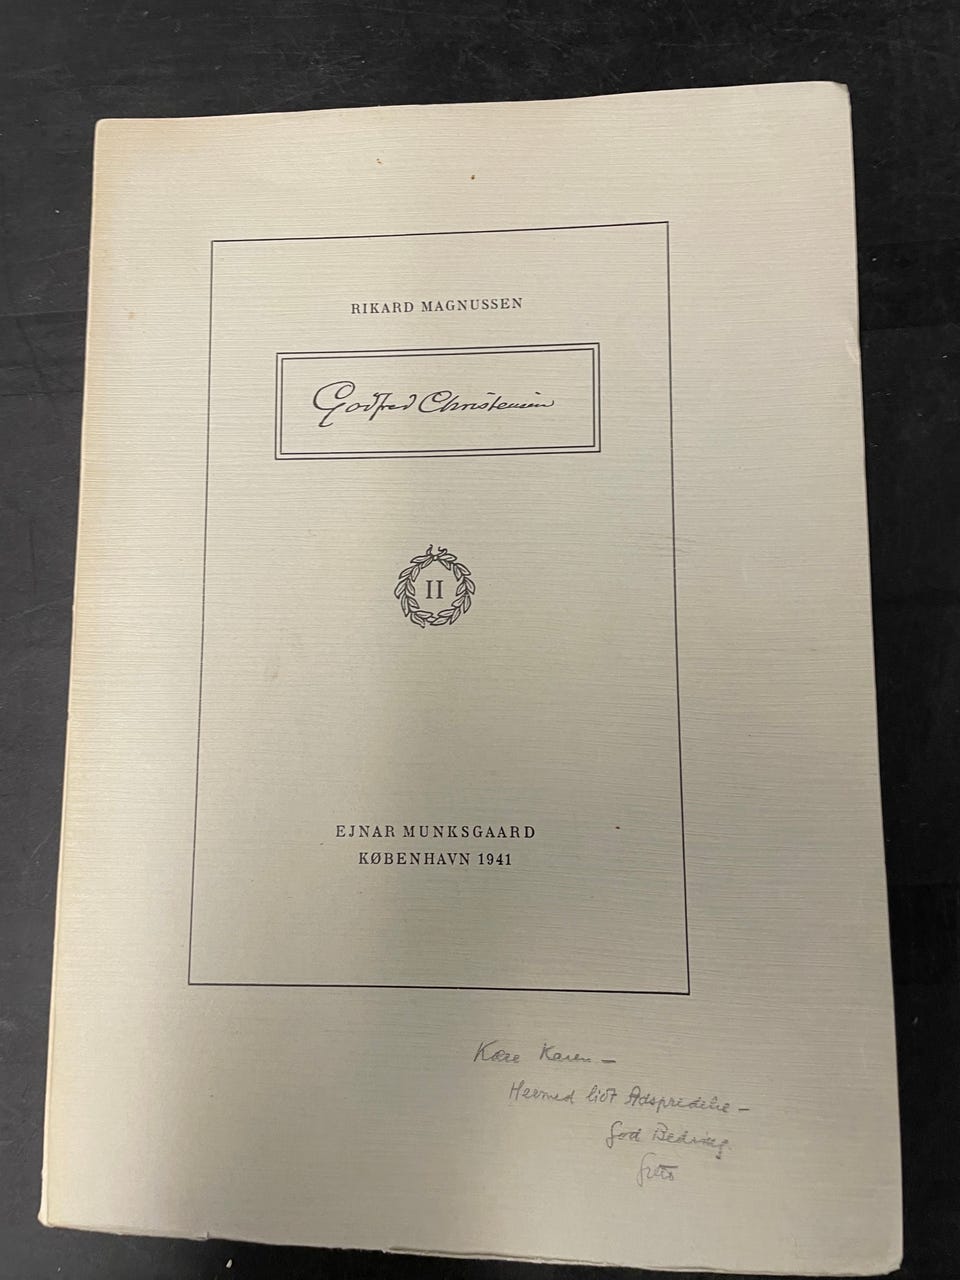 RIKARD MAGNUSSEN
Godfred Christensen
II
EJNAR MUNKSGAARD
KØBENHAVN 1941
Kære Karen –
Hermed lidt Adspredelse –
God Bedring